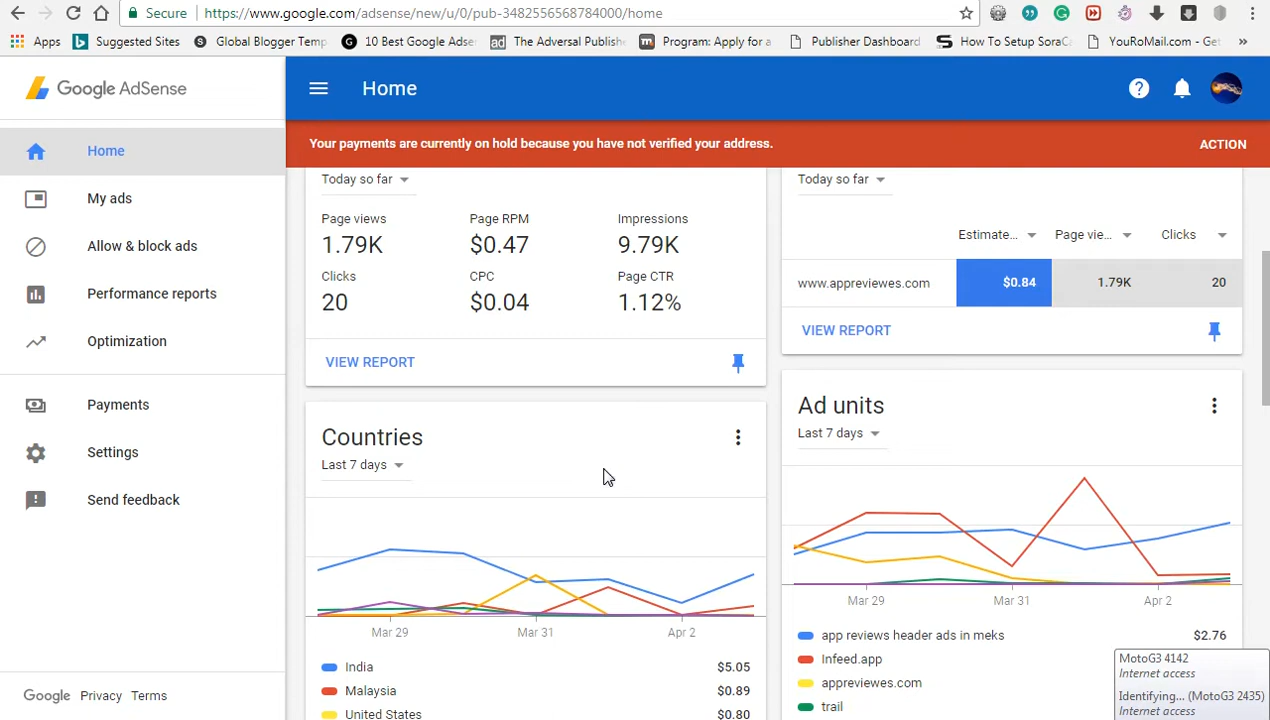 Secure
https://www.google.com/adsense/new/u/0/pub-3482556568784000/home
Apps
Suggested Sites
Global Blogger Temp
10 Best Google Adse
The Adversal Publishe
Program: Apply for a
Publisher Dashboard
How To Setup SoraCa
YouRoMail.com - Get
Google AdSense
Home
Your payments are currently on hold because you have not verified your address.
ACTION
Home
My ads
Allow & block ads
Performance reports
Optimization
Payments
Settings
Send feedback
Google Privacy Terms
Today so far
Page views
Page RPM
Impressions
1.79K
$0.47
9.79K
Clicks
CPC
Page CTR
20
$0.04
1.12%
VIEW REPORT
Today so far
Estimate...
Page vie...
Clicks
www.appreviewes.com
$0.84
1.79K
20
VIEW REPORT
Countries
Last 7 days
Mar 29
Mar 31
Apr 2
India
$5.05
Malaysia
$0.89
United States
$0.80
Ad units
Last 7 days
Mar 29
Mar 31
Apr 2
app reviews header ads in meks
$2.76
Infeed.app
appreviewes.com
trail
MotoG3 4142
Internet access
Identifying... (MotoG3 2435)
Internet access